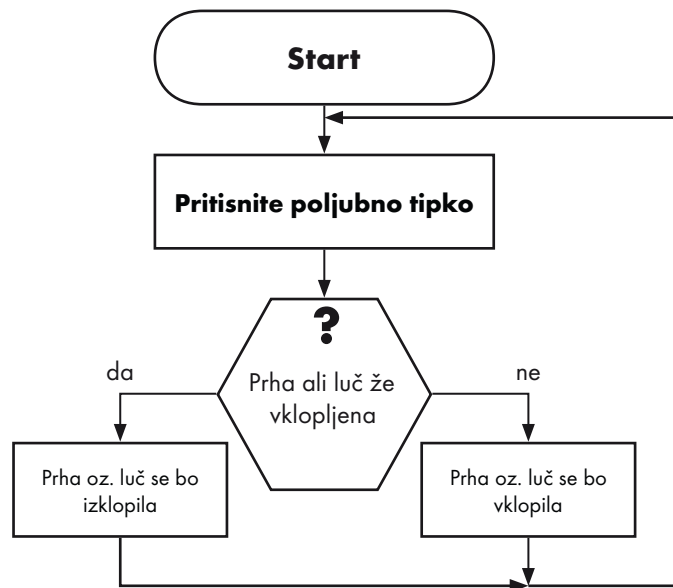 Start
Pritisnite poljubno tipko
?
Prha ali luč že
vklopljena
da
ne
Prha oz. luč se bo
izklopila
Prha oz. luč se bo
vklopila